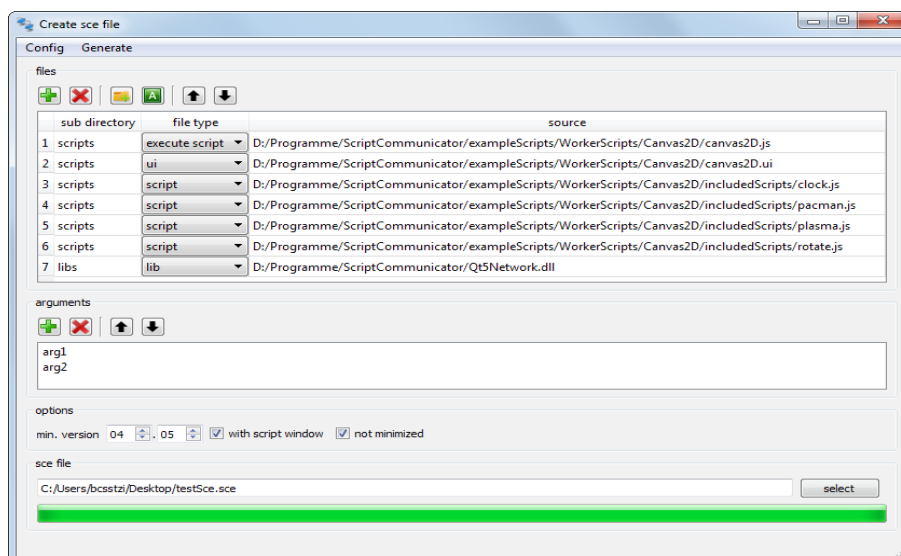 Create sce file
Config Generate
files
A
sub directory file type source
1 scripts execute script D:/Programme/ScriptCommunicator/exampleScripts/WorkerScripts/Canvas2D/canvas2D.js
2 scripts ui D:/Programme/ScriptCommunicator/exampleScripts/WorkerScripts/Canvas2D/canvas2D.ui
3 scripts script D:/Programme/ScriptCommunicator/exampleScripts/WorkerScripts/Canvas2D/includedScripts/clock.js
4 scripts script D:/Programme/ScriptCommunicator/exampleScripts/WorkerScripts/Canvas2D/includedScripts/pacman.js
5 scripts script D:/Programme/ScriptCommunicator/exampleScripts/WorkerScripts/Canvas2D/includedScripts/plasma.js
6 scripts script D:/Programme/ScriptCommunicator/exampleScripts/WorkerScripts/Canvas2D/includedScripts/rotate.js
7 libs lib D:/Programme/ScriptCommunicator/Qt5Network.dll
arguments
arg1
arg2
options
min. version 04 . 05 with script window not minimized
sce file
C:/Users/bcsstzi/Desktop/testSce.sce select